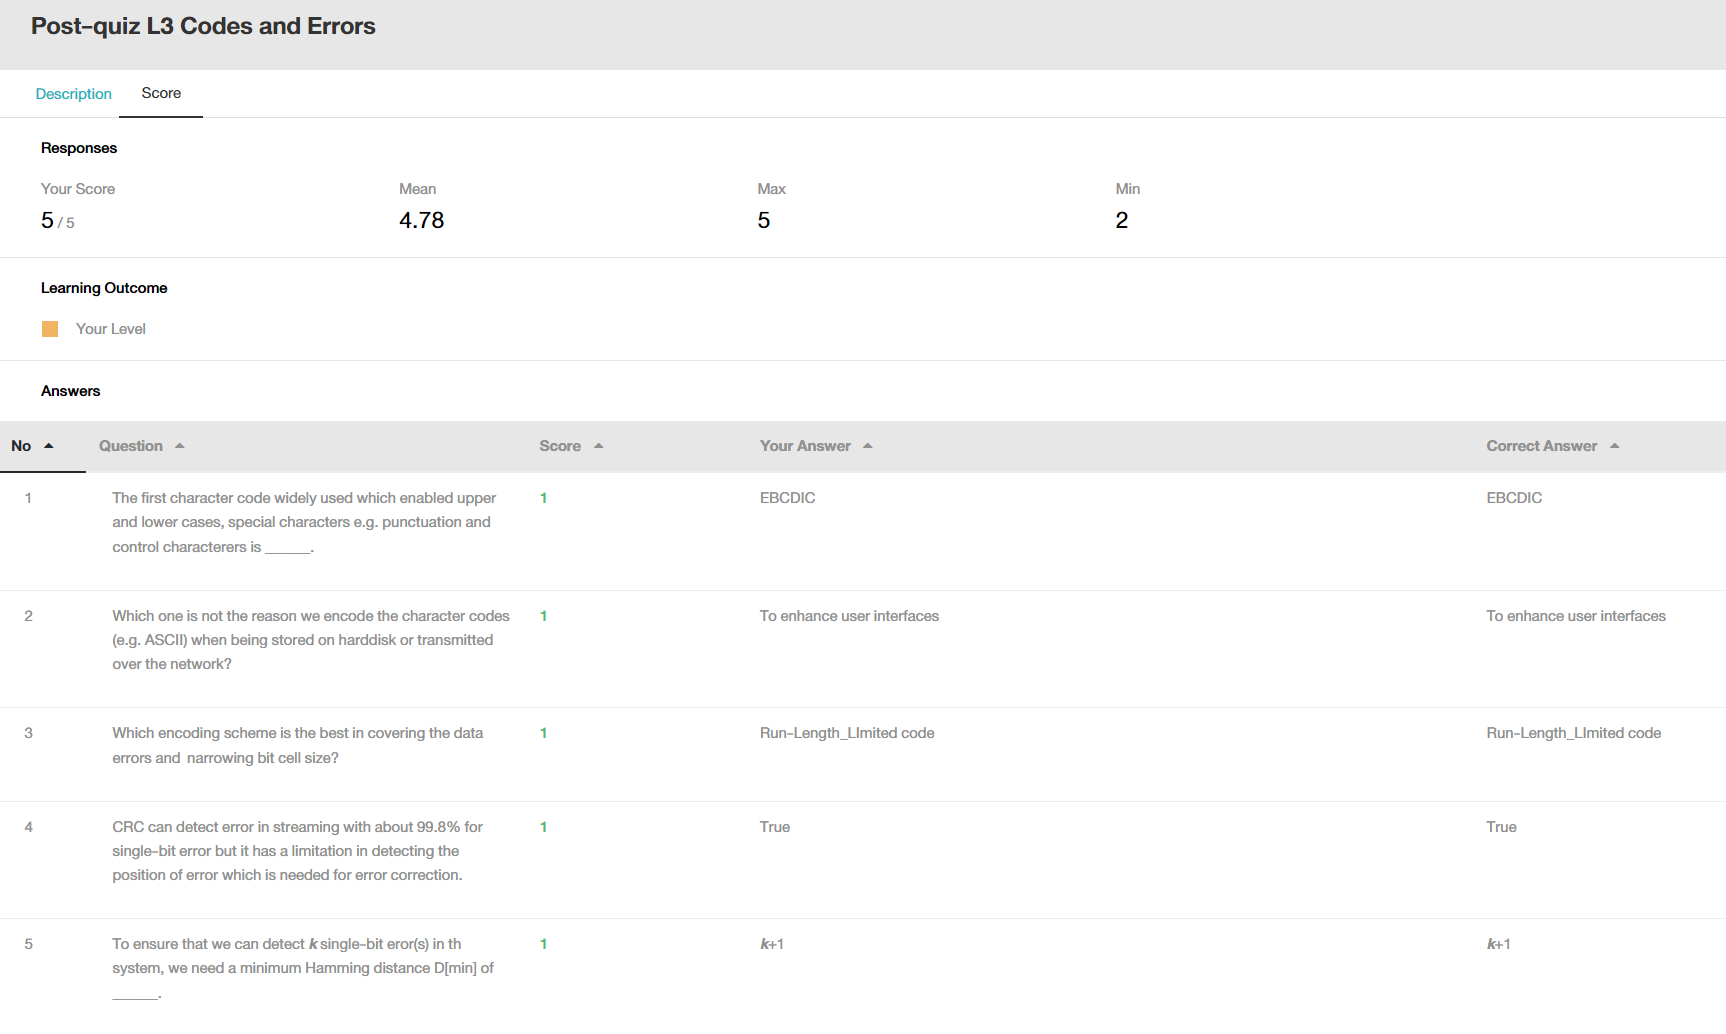 Post-quiz L3 Codes and Errors
Description Score
Responses
Your Score Mean Max Min
5 / 5 4.78 5 2
Learning Outcome
Your Level
Answers
No Question Score Your Answer Correct Answer
1 The first character code widely used which enabled upper 1 EBCDIC EBCDIC
and lower cases, special characters e.g. punctuation and
control characterers is ______.
2 Which one is not the reason we encode the character codes 1 To enhance user interfaces To enhance user interfaces
(e.g. ASCII) when being stored on harddisk or transmitted
over the network?
3 Which encoding scheme is the best in covering the data 1 Run-Length_LImited code Run-Length_LImited code
errors and narrowing bit cell size?
4 CRC can detect error in streaming with about 99.8% for 1 True True
single-bit error but it has a limitation in detecting the
position of error which is needed for error correction.
5 To ensure that we can detect k single-bit eror(s) in th 1 k+1 k+1
system, we need a minimum Hamming distance D[min] of
______.